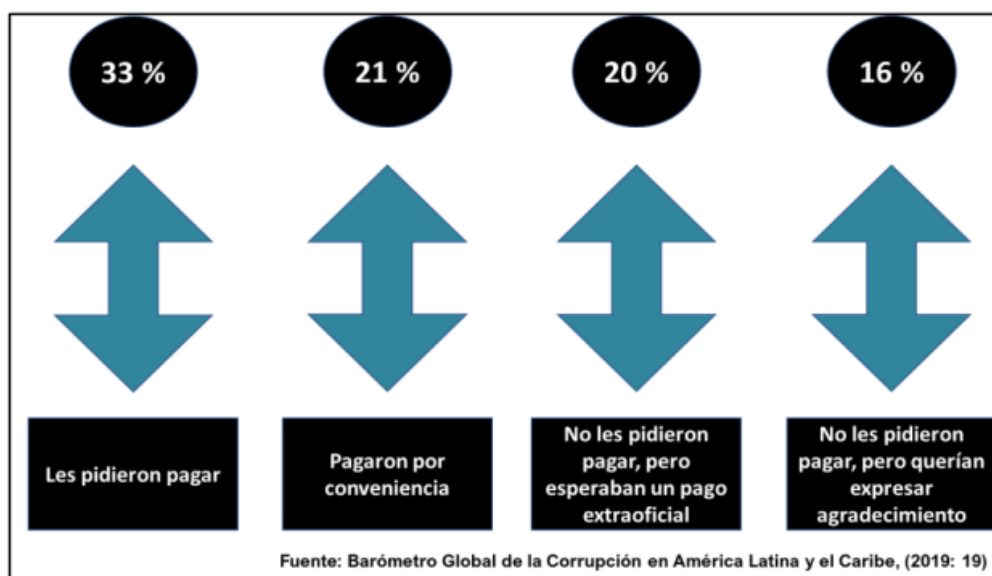 33 %
21 %
20 %
16 %
Les pidieron pagar
Pagaron por
conveniencia
No les pidieron
pagar, pero
esperaban un pago
extraoficial
No les pidieron
pagar, pero querían
expresar
agradecimiento
Fuente: Barómetro Global de la Corrupción en América Latina y el Caribe, (2019: 19)